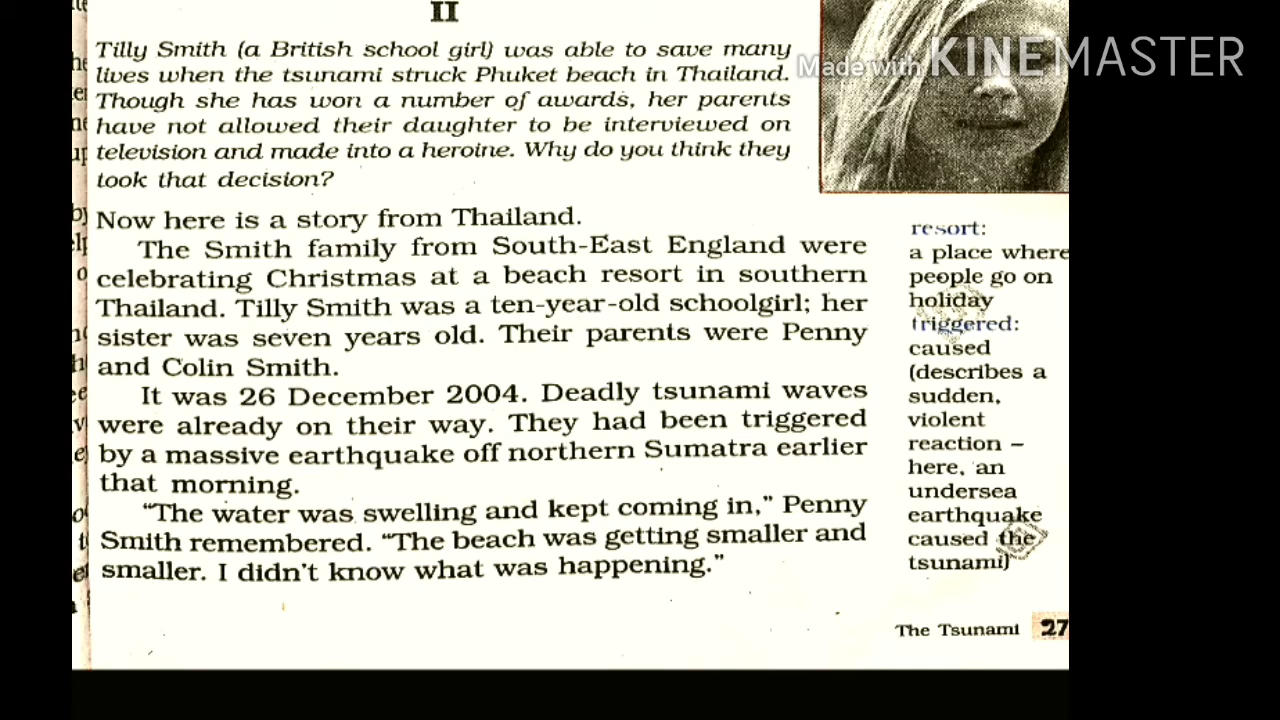 II
Tilly Smith (a British school girl) was able to save many
lives when the tsunami struck Phuket beach in Thailand.
Though she has won a number of awards, her parents
have not allowed their daughter to be interviewed on
television and made into a heroine. Why do you think they
took that decision?
Made with KINEMASTER
Now here is a story from Thailand.
The Smith family from South-East England were
celebrating Christmas at a beach resort in southern
Thailand. Tilly Smith was a ten-year-old schoolgirl; her
sister was seven years old. Their parents were Penny
and Colin Smith.
It was 26 December 2004. Deadly tsunami waves
were already on their way. They had been triggered
by a massive earthquake off northern Sumatra earlier
that morning.
“The water was swelling and kept coming in,” Penny
Smith remembered. “The beach was getting smaller and
smaller. I didn’t know what was happening.”
resort:
a place where
people go on
holiday
triggered:
caused
(describes a
sudden,
violent
reaction –
here, an
undersea
earthquake
caused the
tsunami)
The Tsunami 27